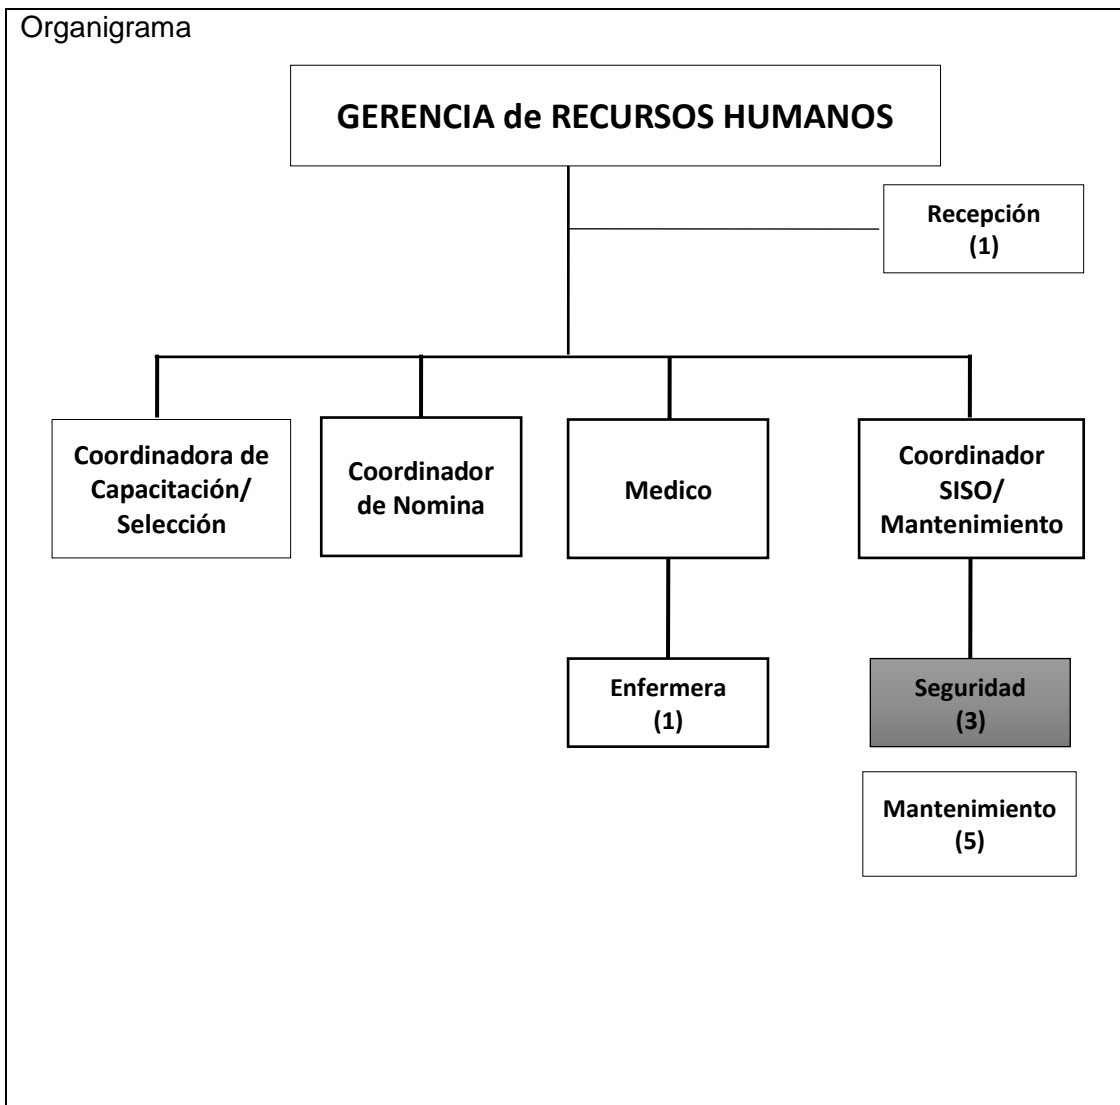 Organigrama
GERENCIA de RECURSOS HUMANOS
Recepción
(1)
Coordinadora de
Capacitación/
Selección
Coordinador
de Nomina
Medico
Coordinador
SISO/
Mantenimiento
Enfermera
(1)
Seguridad
(3)
Mantenimiento
(5)